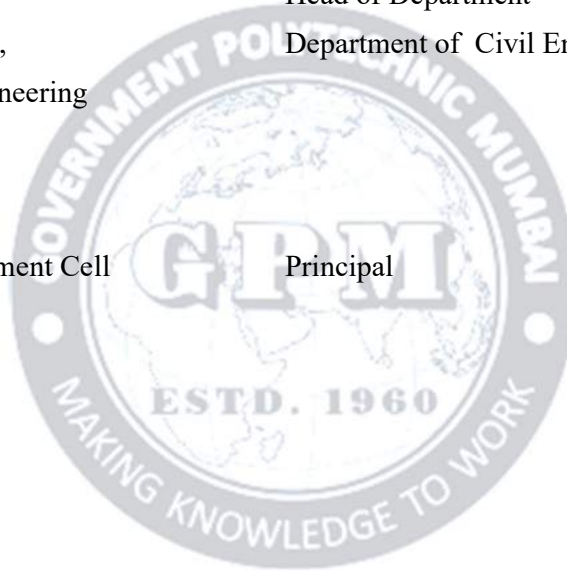 Head of Department
,
Department of Civil En
neering
ment Cell
Principal
GOVERNMENT POLYTECHNIC MUMBAI
GPM
ESTD. 1960
MAKING KNOWLEDGE TO WORK